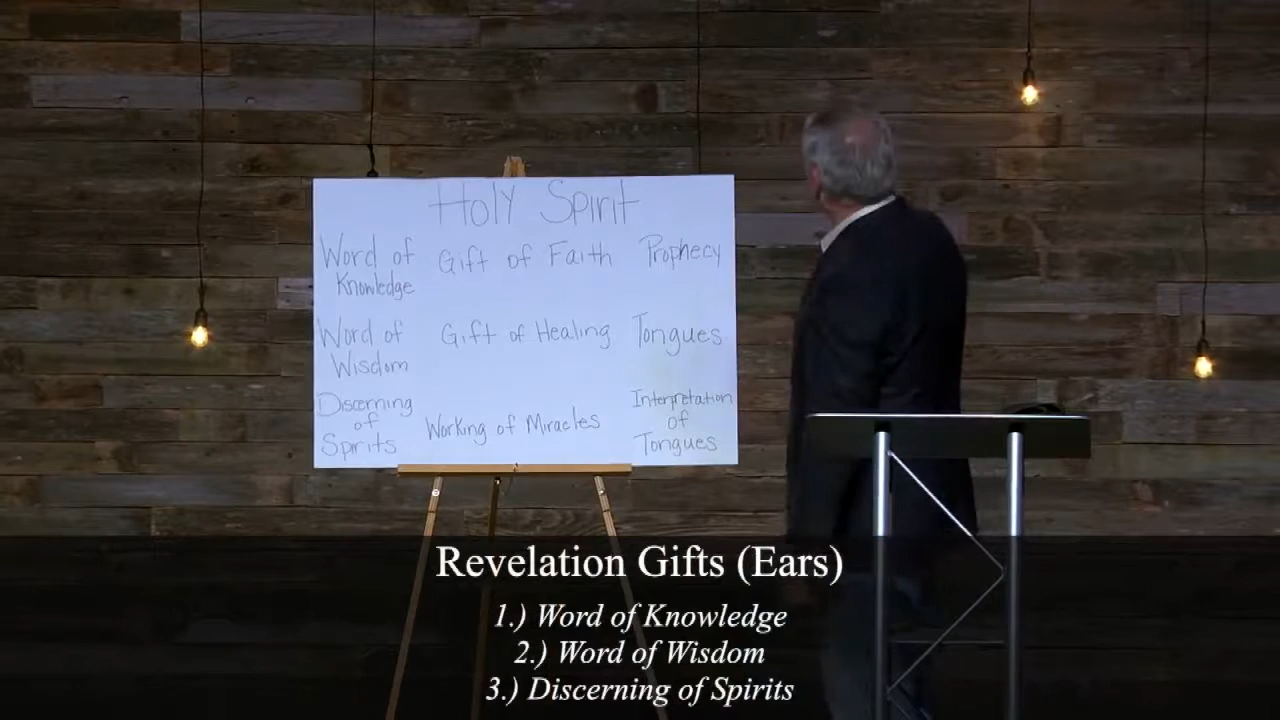 Holy Spirit
Word of
Knowledge
Gift of Faith
Prophecy
Word of
Wisdom
Gift of Healing
Tongues
Discerning
of
Spirits
Working of Miracles
Interpretation
of
Tongues
Revelation Gifts (Ears)
1.) Word of Knowledge
2.) Word of Wisdom
3.) Discerning of Spirits